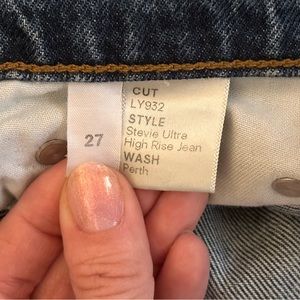 27
CUT
LY932
STYLE
Stevie Ultra
High Rise Jean
WASH
Perth